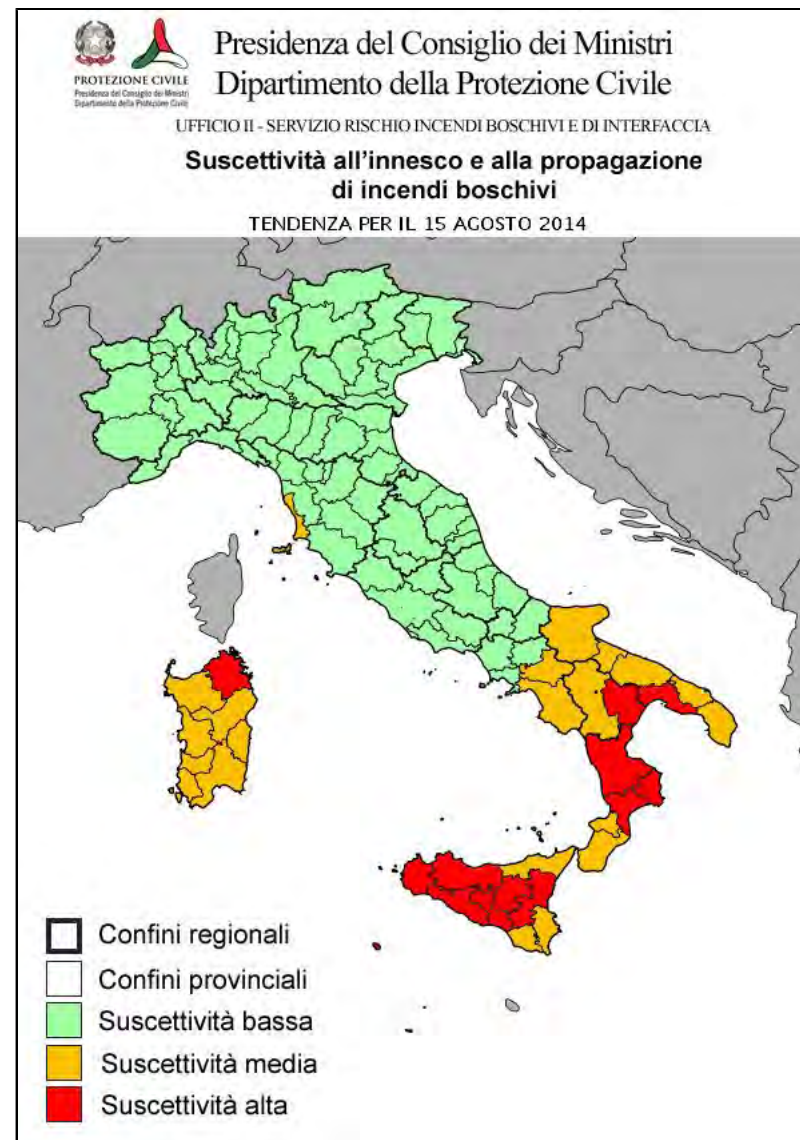 PROTEZIONE CIVILE
Presidenza del Consiglio dei Ministri
Dipartimento della Protezione Civile
Presidenza del Consiglio dei Ministri
Dipartimento della Protezione Civile
UFFICIO II - SERVIZIO RISCHIO INCENDI BOSCHIVI E DI INTERFACCIA
Suscettività all'innesco e alla propagazione
di incendi boschivi
TENDENZA PER IL 15 AGOSTO 2014
Confini regionali
Confini provinciali
Suscettività bassa
Suscettività media
Suscettività alta